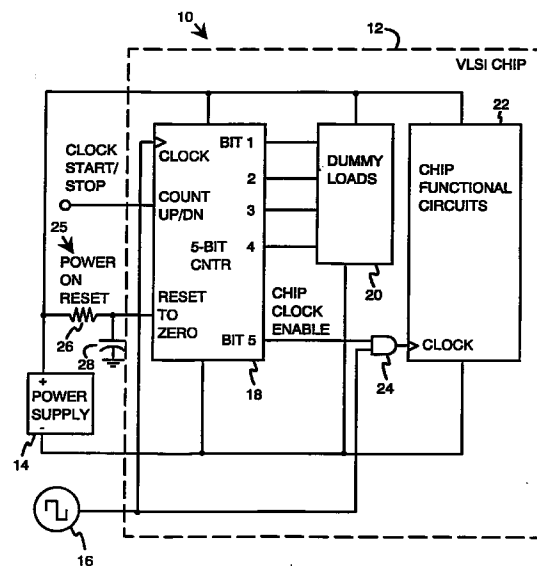 10
12
VLSI CHIP
22
CLOCK
START/
STOP
CLOCK
BIT 1
2
3
4
DUMMY
LOADS
CHIP
FUNCTIONAL
CIRCUITS
COUNT
UP/DN
25
POWER
ON
RESET
5-BIT
CNTR
20
RESET
TO
ZERO
CHIP
CLOCK
ENABLE
26
28
BIT 5
CLOCK
18
24
+
POWER
SUPPLY
-
14
16